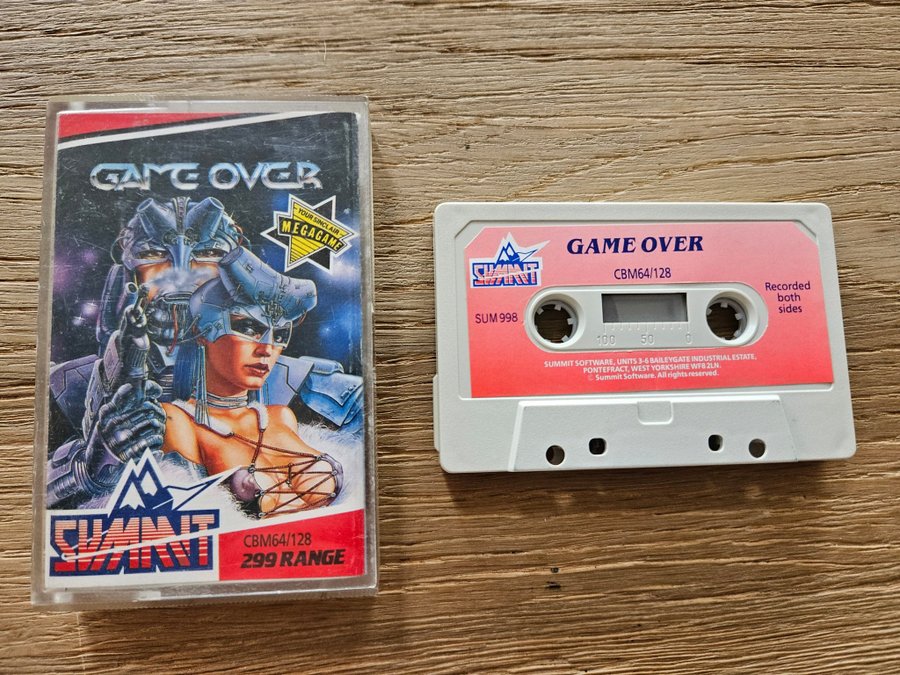 GAME OVER
YOUR SINCLAIR
MEGAGAME
SUMMIT
CBM64/128
299 RANGE
SUMMIT
GAME OVER
CBM64/128
SUM 998
Recorded
both
sides
100 50 0
SUMMIT SOFTWARE, UNITS 3-6 BAILEYGATE INDUSTRIAL ESTATE,
PONTEFRACT, WEST YORKSHIRE WF8 2LN.
© Summit Software. All rights reserved.